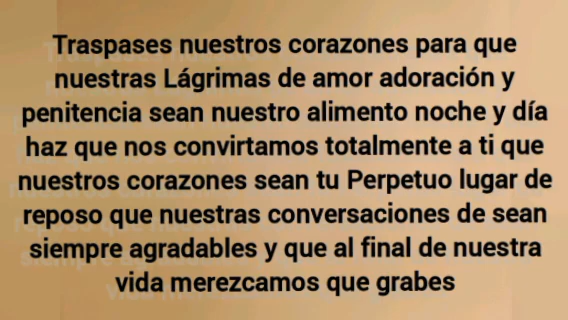 Traspases nuestros corazones para que
nuestras Lágrimas de amor adoración y
penitencia sean nuestro alimento noche y día
haz que nos convirtamos totalmente a ti que
nuestros corazones sean tu Perpetuo lugar de
reposo que nuestras conversaciones de sean
siempre agradables y que al final de nuestra
vida merezcamos que grabes